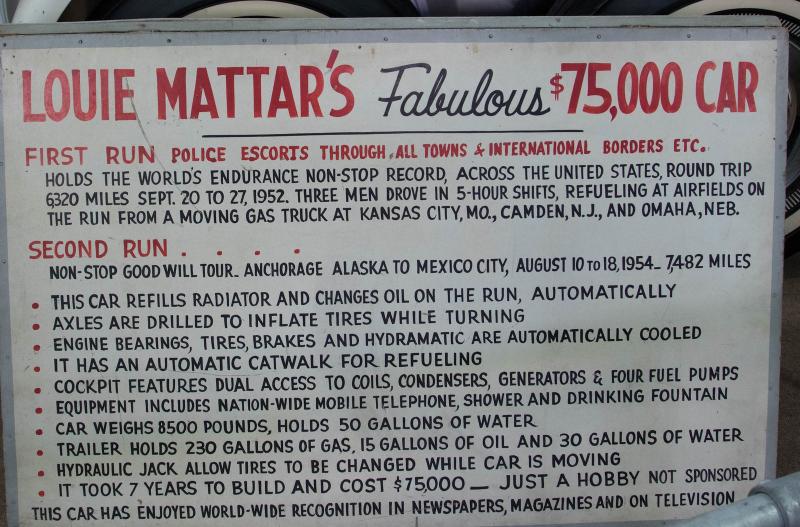 LOUIE MATTAR'S Fabulous $75,000 CAR
FIRST RUN POLICE ESCORTS THROUGH ALL TOWNS & INTERNATIONAL BORDERS ETC.
HOLDS THE WORLD'S ENDURANCE NON-STOP RECORD, ACROSS THE UNITED STATES, ROUND TRIP
6320 MILES SEPT. 20 TO 27, 1952. THREE MEN DROVE IN 5-HOUR SHIFTS, REFUELING AT AIRFIELDS ON
THE RUN FROM A MOVING GAS TRUCK AT KANSAS CITY, MO., CAMDEN, N.J., AND OMAHA, NEB.
SECOND RUN . . . . .
NON-STOP GOOD WILL TOUR_ ANCHORAGE ALASKA TO MEXICO CITY, AUGUST 10 TO 18, 1954_ 7,482 MILES
• THIS CAR REFILLS RADIATOR AND CHANGES OIL ON THE RUN, AUTOMATICALLY
• AXLES ARE DRILLED TO INFLATE TIRES WHILE TURNING
• ENGINE BEARINGS, TIRES, BRAKES AND HYDRAMATIC ARE AUTOMATICALLY COOLED
• IT HAS AN AUTOMATIC CATWALK FOR REFUELING
• COCKPIT FEATURES DUAL ACCESS TO COILS, CONDENSERS, GENERATORS & FOUR FUEL PUMPS
• EQUIPMENT INCLUDES NATION-WIDE MOBILE TELEPHONE, SHOWER AND DRINKING FOUNTAIN
• CAR WEIGHS 8500 POUNDS, HOLDS 50 GALLONS OF WATER
• TRAILER HOLDS 230 GALLONS OF GAS, 15 GALLONS OF OIL AND 30 GALLONS OF WATER
• HYDRAULIC JACK ALLOW TIRES TO BE CHANGED WHILE CAR IS MOVING
• IT TOOK 7 YEARS TO BUILD AND COST $75,000 — JUST A HOBBY NOT SPONSORED
THIS CAR HAS ENJOYED WORLD-WIDE RECOGNITION IN NEWSPAPERS, MAGAZINES AND ON TELEVISION